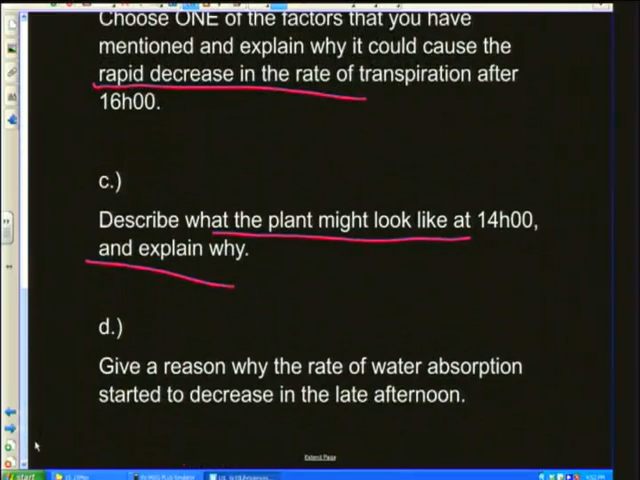 Choose ONE of the factors that you have
mentioned and explain why it could cause the
rapid decrease in the rate of transpiration after
16h00.
c.)
Describe what the plant might look like at 14h00,
and explain why.
d.)
Give a reason why the rate of water absorption
started to decrease in the late afternoon.
Extend Page
start